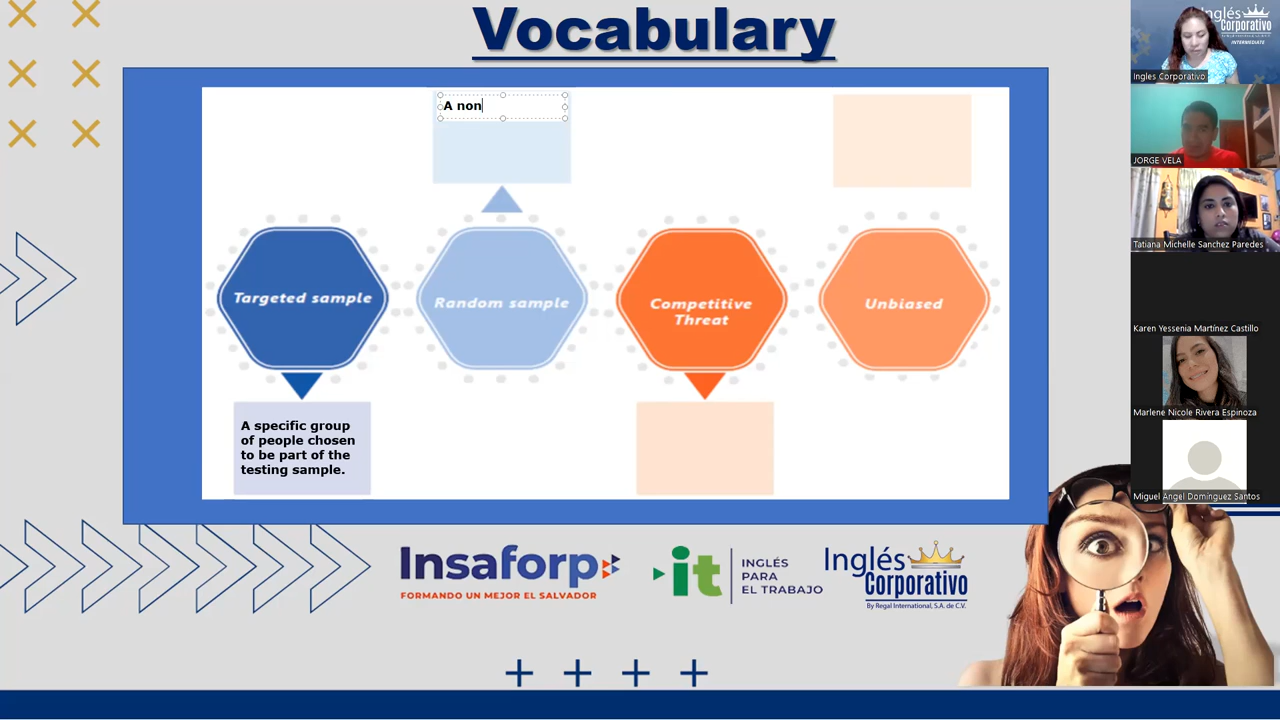 Vocabulary
A non
Targeted sample
Random sample
Competitive
Threat
Unbiased
A specific group
of people chosen
to be part of the
testing sample.
Insaforp
FORMANDO UN MEJOR EL SALVADOR
it
INGLÉS
PARA
EL TRABAJO
Inglés
Corporativo
By Regal International, S.A. de C.V.
Inglés
Corporativo
INTERMEDIATE
Ingles Corporativo
JORGE VELA
Tatiana Michelle Sanchez Paredes
Karen Yessenia Martínez Castillo
Marlene Nicole Rivera Espinoza
Miguel Angel Domínguez Santos